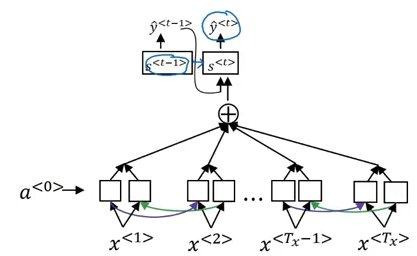 ŷ<t-1> ŷ<t>
s<t-1> s<t>
a<0>
...
x<1> x<2> x<Tx-1> x<Tx>